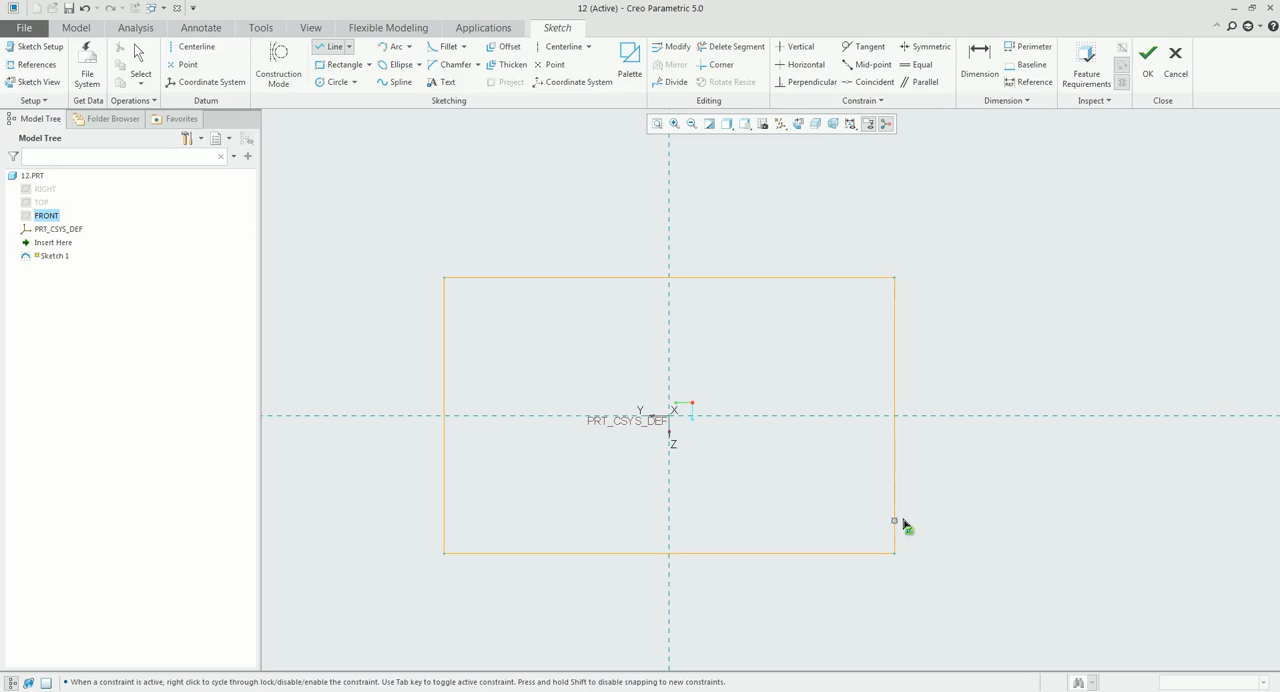 12 (Active) - Creo Parametric 5.0
File Model Analysis Annotate Tools View Flexible Modeling Applications Sketch
Sketch Setup Centerline Line Arc Fillet Offset Centerline Modify Delete Segment Vertical Tangent Symmetric Perimeter
References File System Select Point Construction Mode Rectangle Ellipse Chamfer Thicken Point Palette Mirror Corner Horizontal Mid-point Equal Dimension Baseline Feature Requirements OK Cancel
Sketch View Coordinate System Circle Spline Text Project Coordinate System Divide Rotate Resize Perpendicular Coincident Parallel Reference
Setup Get Data Operations Datum Sketching Editing Constrain Dimension Inspect Close
Model Tree Folder Browser Favorites
Model Tree
12.PRT
RIGHT
TOP
FRONT
PRT_CSYS_DEF
Insert Here
Sketch 1
Y X
PRT_CSYS_DEF
Z
• When a constraint is active, right click to cycle through lock/disable/enable the constraint. Use Tab key to toggle active constraint. Press and hold Shift to disable snapping to new constraints.